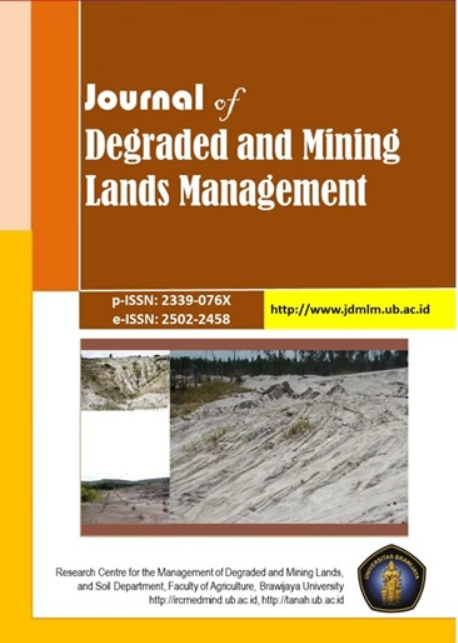 Journal of
Degraded and Mining
Lands Management
p-ISSN: 2339-076X
e-ISSN: 2502-2458
http://www.jdmlm.ub.ac.id
Research Centre for the Management of Degraded and Mining Lands,
and Soil Department, Faculty of Agriculture, Brawijaya University
http://ircmedmind.ub.ac.id, http://tanah.ub.ac.id
UNIVERSITAS BRAWIJAYA